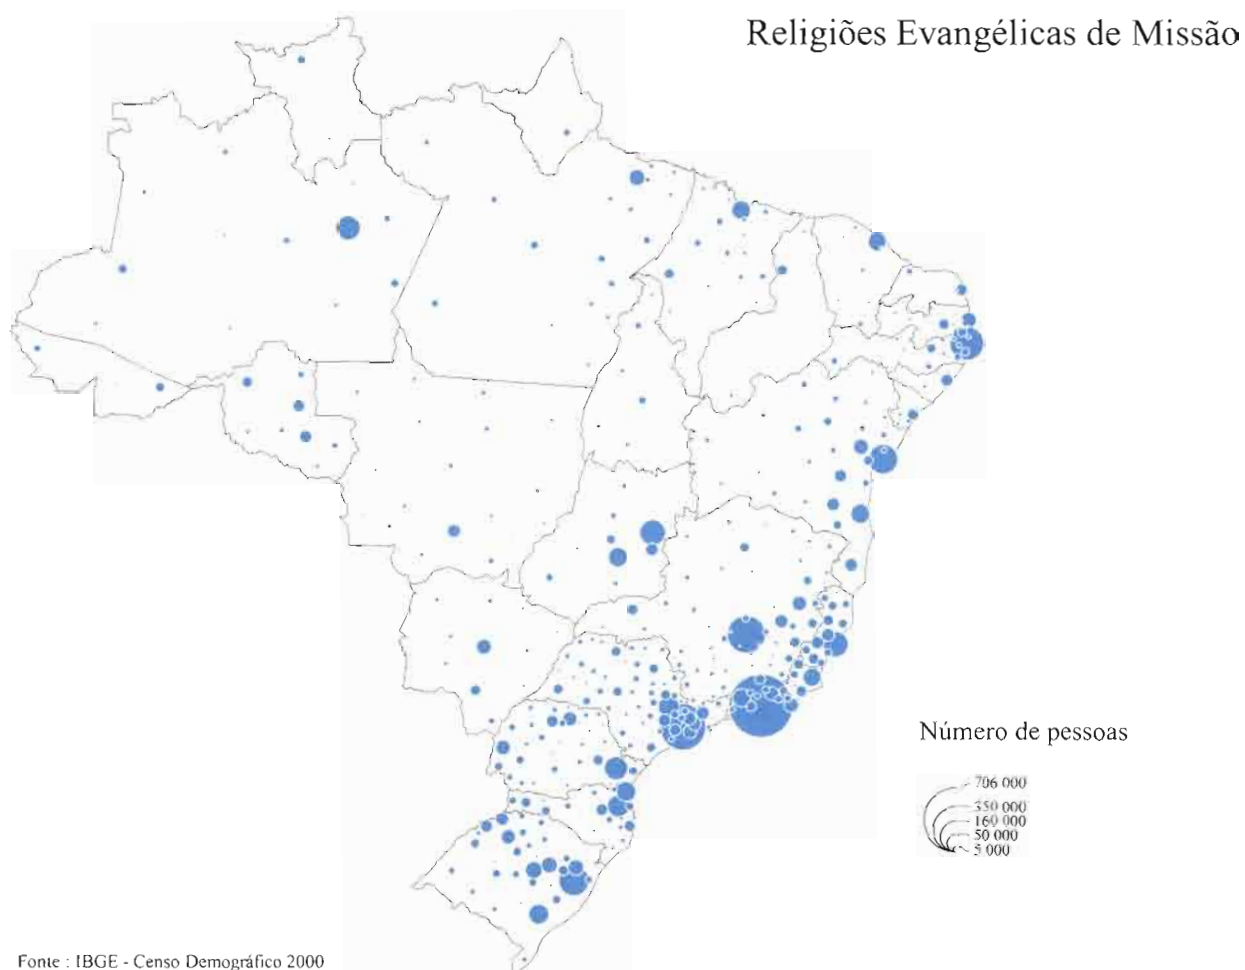 Religiões Evangélicas de Missão
Número de pessoas
706 000
350 000
160 000
50 000
5 000
Fonte : IBGE - Censo Demográfico 2000